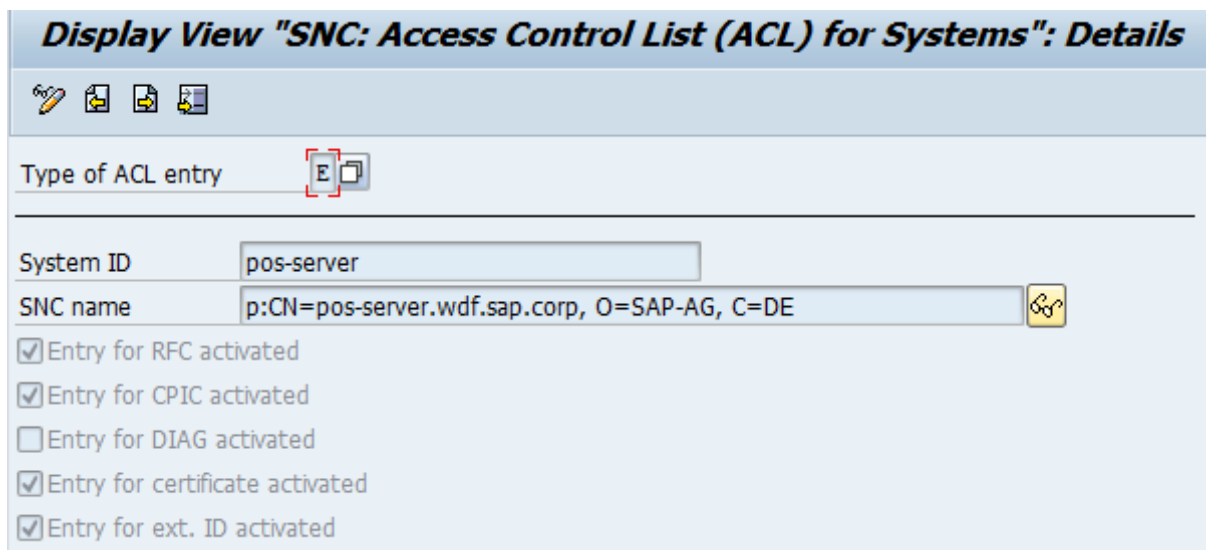 Display View "SNC: Access Control List (ACL) for Systems": Details
Type of ACL entry E
System ID pos-server
SNC name p:CN=pos-server.wdf.sap.corp, O=SAP-AG, C=DE
Entry for RFC activated
Entry for CPIC activated
Entry for DIAG activated
Entry for certificate activated
Entry for ext. ID activated